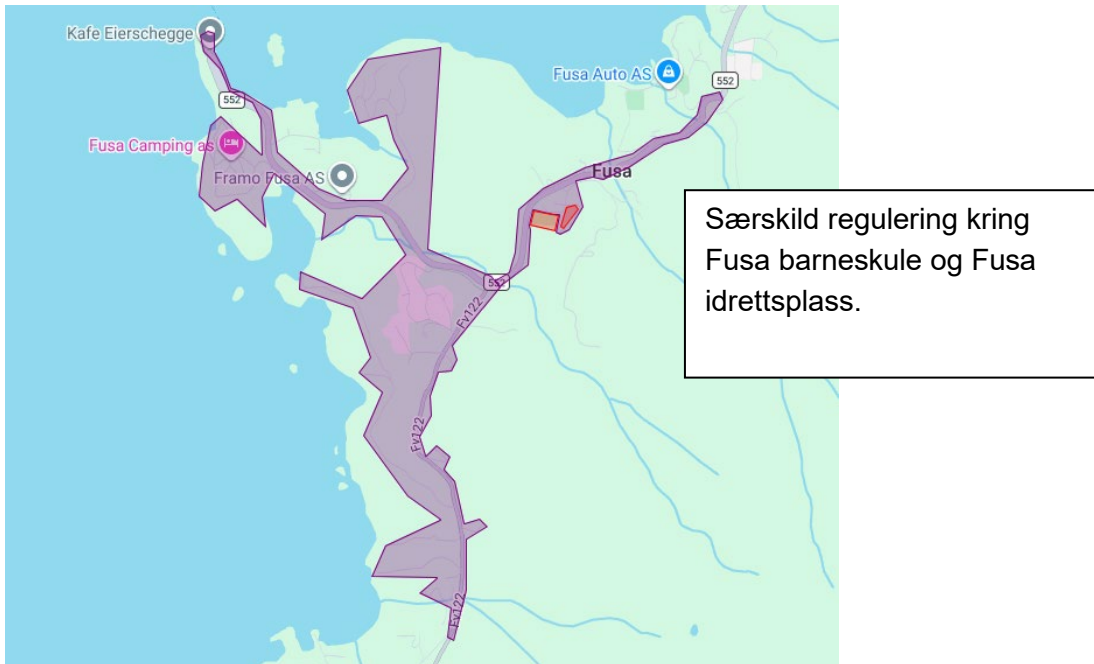 Kafe Eierschegge
552
Fusa Auto AS
552
Fusa Camping as
Framo Fusa AS
Fusa
552
Fv122
Fv122
Fv122
Særskild regulering kring
Fusa barneskule og Fusa
idrettsplass.